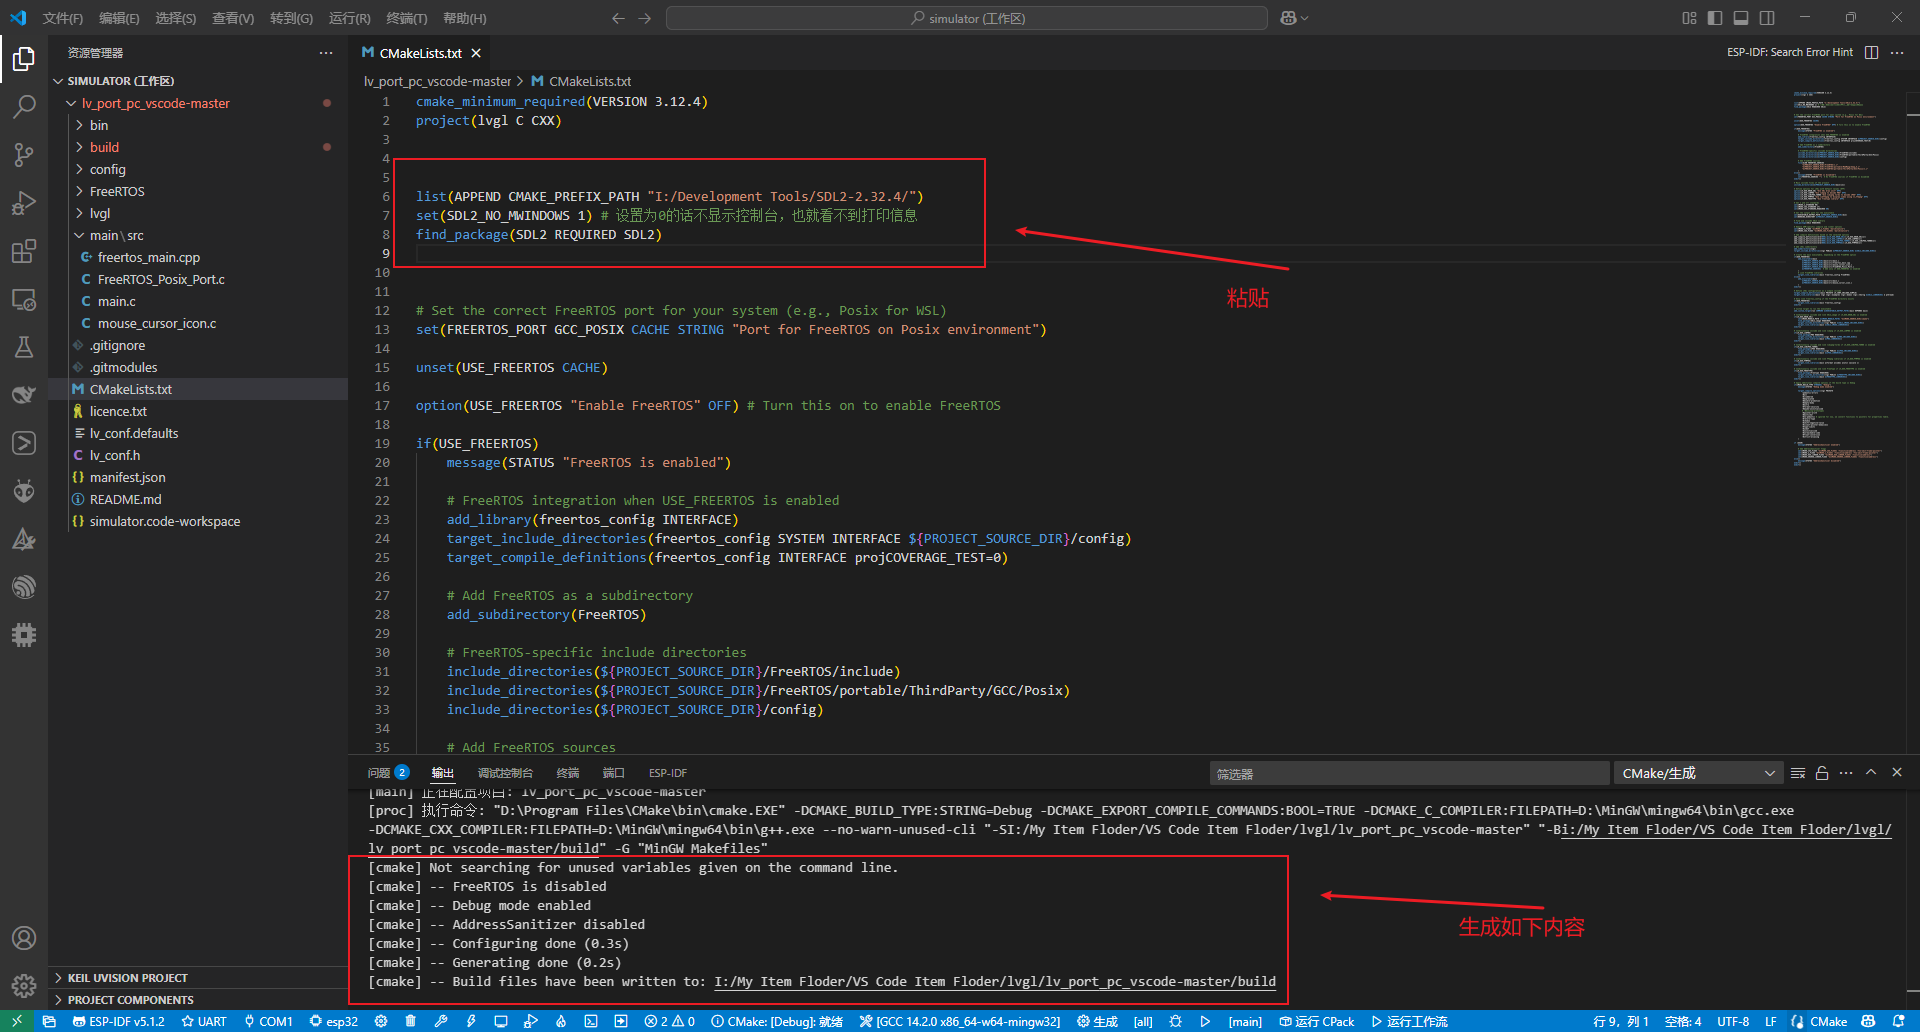 文件(F) 编辑(E) 选择(S) 查看(V) 转到(G) 运行(R) 终端(T) 帮助(H)
simulator (工作区)
资源管理器
CMakeLists.txt
ESP-IDF: Search Error Hint
SIMULATOR (工作区)
lv_port_pc_vscode-master
bin
build
config
FreeRTOS
lvgl
main\src
freertos_main.cpp
FreeRTOS_Posix_Port.c
main.c
mouse_cursor_icon.c
.gitignore
.gitmodules
CMakeLists.txt
licence.txt
lv_conf.defaults
lv_conf.h
manifest.json
README.md
simulator.code-workspace
KEIL UVISION PROJECT
PROJECT COMPONENTS
lv_port_pc_vscode-master > CMakeLists.txt
1 cmake_minimum_required(VERSION 3.12.4)
2 project(lvgl C CXX)
3
4
5
6 list(APPEND CMAKE_PREFIX_PATH "I:/Development Tools/SDL2-2.32.4/")
7 set(SDL2_NO_MWINDOWS 1) # 设置为0的话不显示控制台，也就看不到打印信息
8 find_package(SDL2 REQUIRED SDL2)
9
10
11
12 # Set the correct FreeRTOS port for your system (e.g., Posix for WSL)
13 set(FREERTOS_PORT GCC_POSIX CACHE STRING "Port for FreeRTOS on Posix environment")
14
15 unset(USE_FREERTOS CACHE)
16
17 option(USE_FREERTOS "Enable FreeRTOS" OFF) # Turn this on to enable FreeRTOS
18
19 if(USE_FREERTOS)
20 message(STATUS "FreeRTOS is enabled")
21
22 # FreeRTOS integration when USE_FREERTOS is enabled
23 add_library(freertos_config INTERFACE)
24 target_include_directories(freertos_config SYSTEM INTERFACE ${PROJECT_SOURCE_DIR}/config)
25 target_compile_definitions(freertos_config INTERFACE projCOVERAGE_TEST=0)
26
27 # Add FreeRTOS as a subdirectory
28 add_subdirectory(FreeRTOS)
29
30 # FreeRTOS-specific include directories
31 include_directories(${PROJECT_SOURCE_DIR}/FreeRTOS/include)
32 include_directories(${PROJECT_SOURCE_DIR}/FreeRTOS/portable/ThirdParty/GCC/Posix)
33 include_directories(${PROJECT_SOURCE_DIR}/config)
34
35 # Add FreeRTOS sources
粘贴
问题 2 输出 调试控制台 终端 端口 ESP-IDF
筛选器
CMake/生成
[main] 正在配置项目: lv_port_pc_vscode-master
[proc] 执行命令: "D:\Program Files\CMake\bin\cmake.EXE" -DCMAKE_BUILD_TYPE:STRING=Debug -DCMAKE_EXPORT_COMPILE_COMMANDS:BOOL=TRUE -DCMAKE_C_COMPILER:FILEPATH=D:\MinGW\mingw64\bin\gcc.exe
-DCMAKE_CXX_COMPILER:FILEPATH=D:\MinGW\mingw64\bin\g++.exe --no-warn-unused-cli "-SI:/My Item Floder/VS Code Item Floder/lvgl/lv_port_pc_vscode-master" "-Bi:/My Item Floder/VS Code Item Floder/lvgl/
lv_port_pc_vscode-master/build" -G "MinGW Makefiles"
[cmake] Not searching for unused variables given on the command line.
[cmake] -- FreeRTOS is disabled
[cmake] -- Debug mode enabled
[cmake] -- AddressSanitizer disabled
[cmake] -- Configuring done (0.3s)
[cmake] -- Generating done (0.2s)
[cmake] -- Build files have been written to: I:/My Item Floder/VS Code Item Floder/lvgl/lv_port_pc_vscode-master/build
生成如下内容
ESP-IDF v5.1.2 UART COM1 esp32 2 0 CMake: [Debug]: 就绪 [GCC 14.2.0 x86_64-w64-mingw32] 生成 [all] [main] 运行 CPack 运行工作流 行 9，列 1 空格: 4 UTF-8 LF CMake